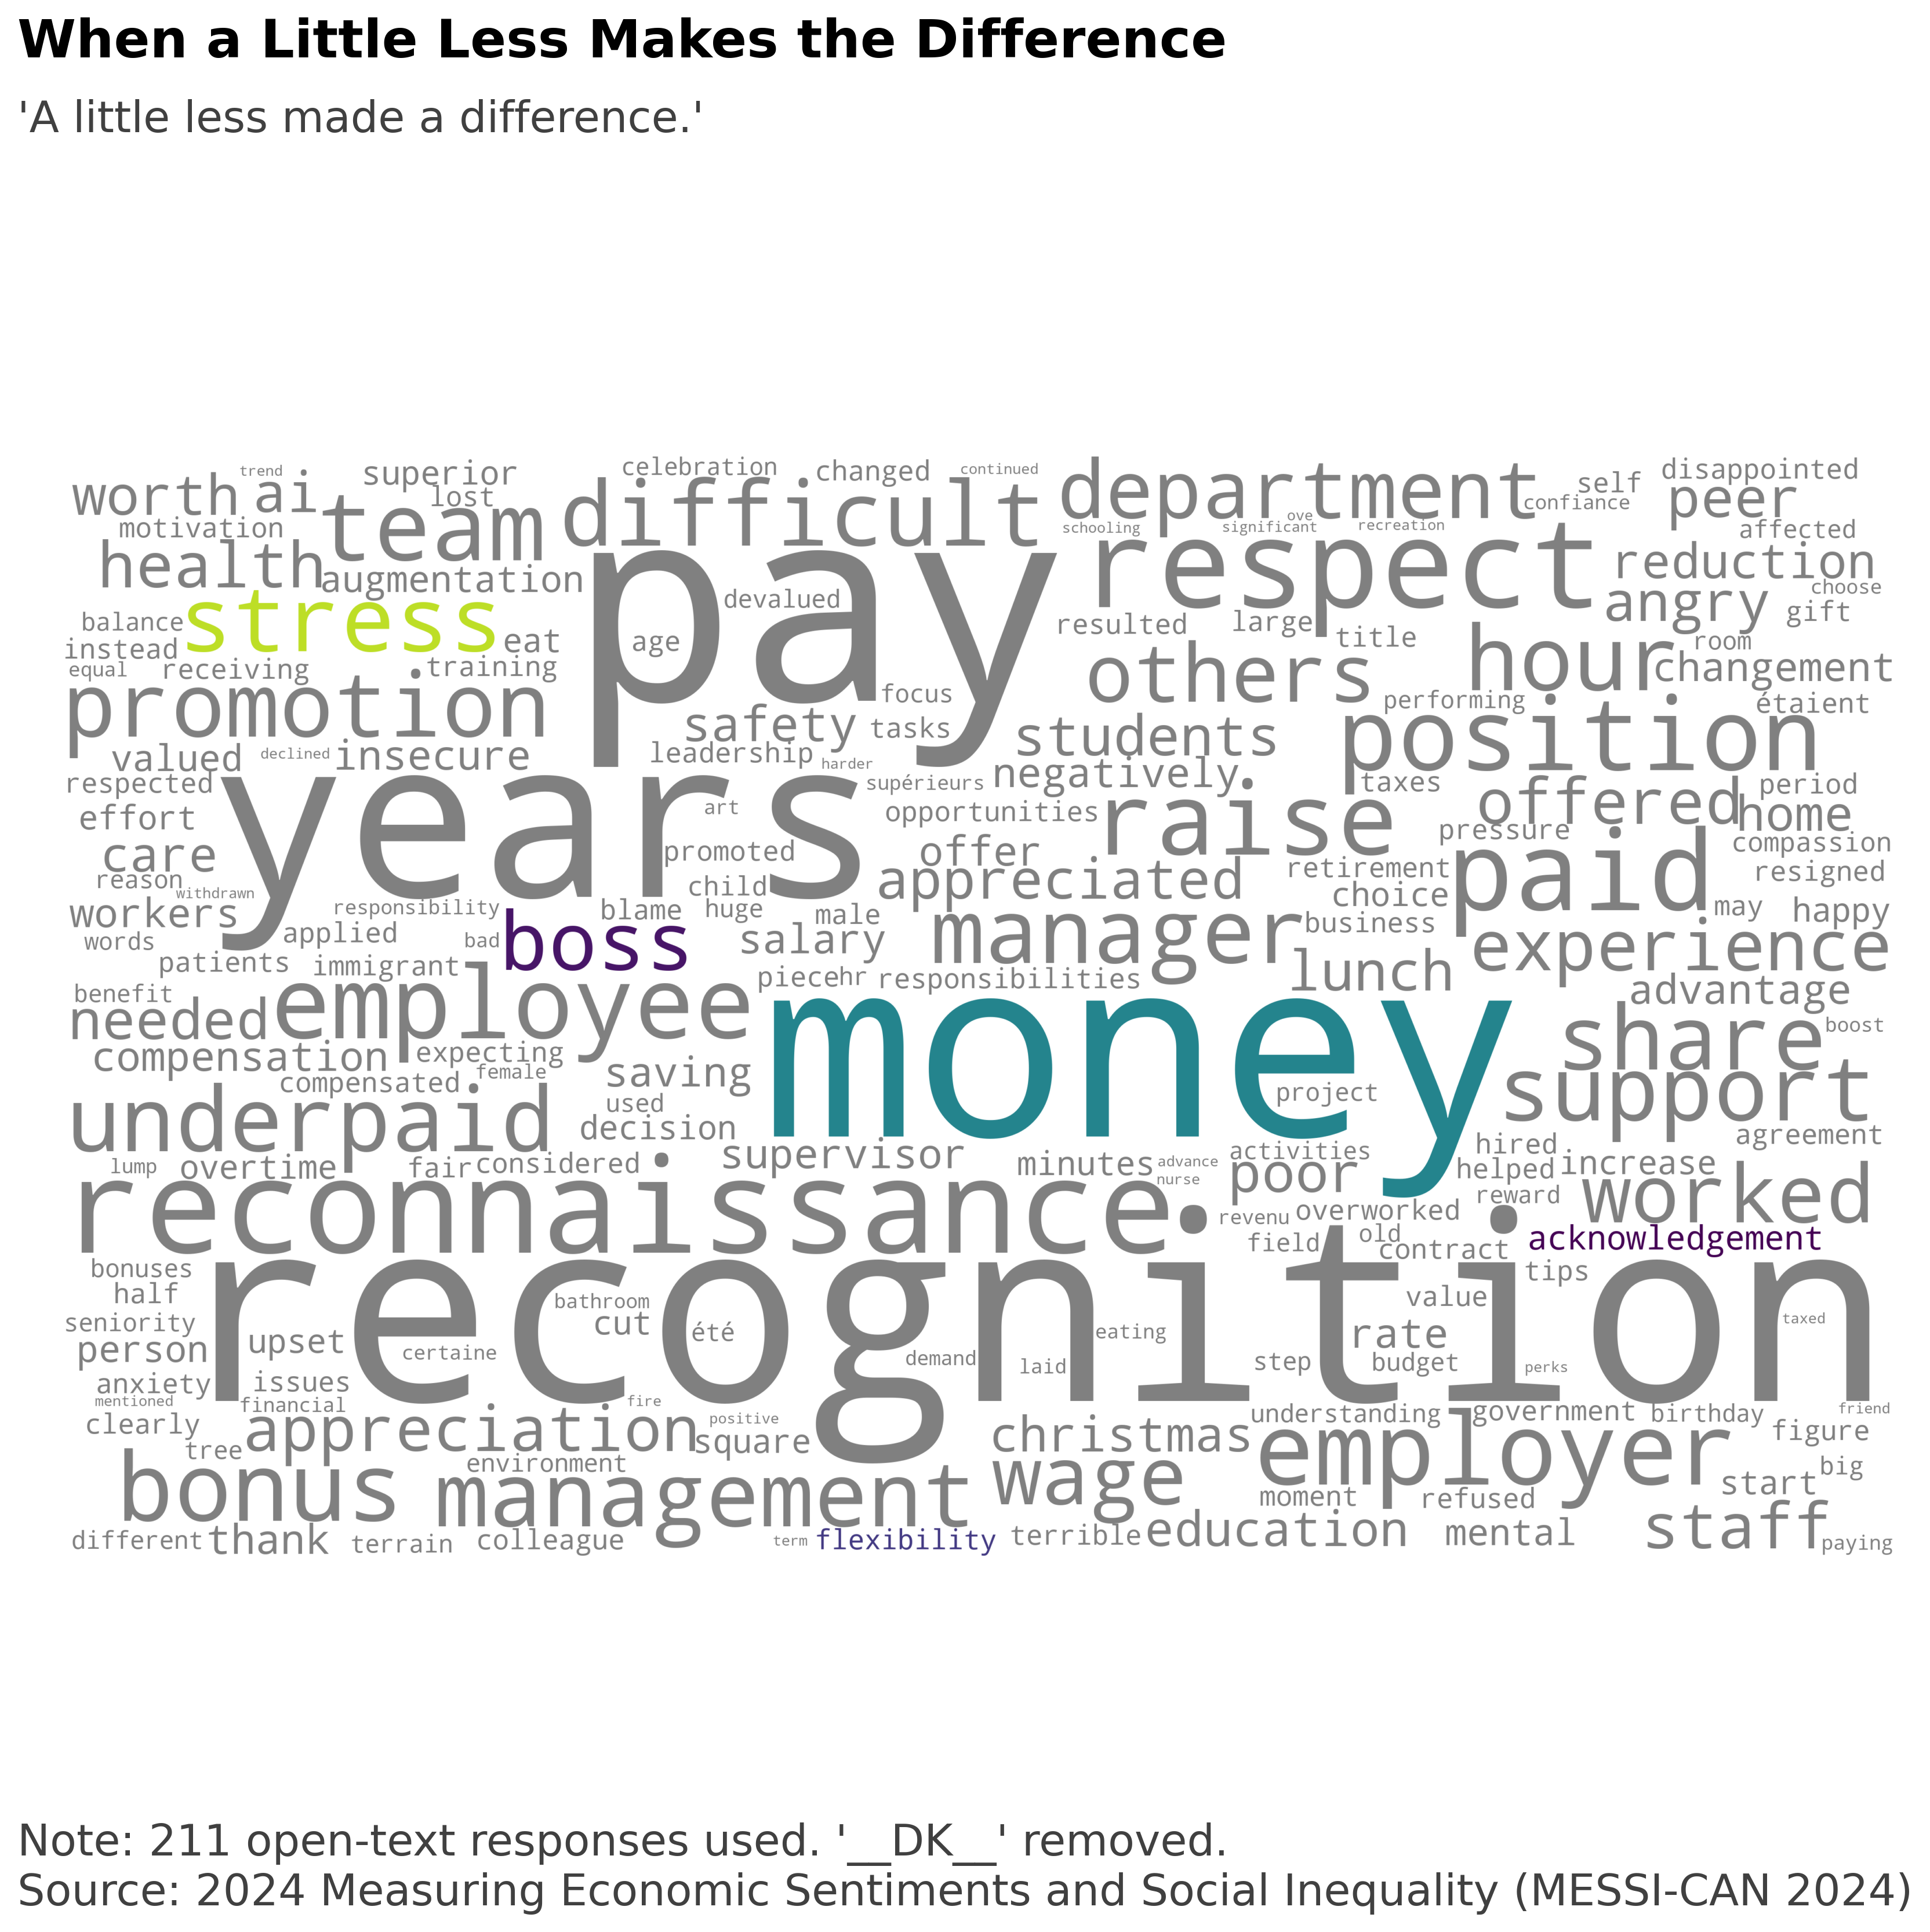 When a Little Less Makes the Difference
'A little less made a difference.'
trend superior celebration changed continued department self disappointed
worth ai lost difficult confiance peer
motivation team schooling ove significant recreation affected
health augmentation pay respect reduction
stress devalued angry choose
balance eat age resulted large title gift
instead others hour room
equal receiving training focus changement
promotion safety tasks students performing étaient
valued declined insecure leadership harder negatively position
respected years supérieurs taxes period
effort art opportunities raise offered home
care promoted offer pressure compassion
reason withdrawn child appreciated retirement paid resigned
workers responsibility blame huge male choice may happy
words applied bad boss salary manager business experience
patients immigrant piece hr responsibilities lunch
benefit employee money advantage
needed share boost
compensation expecting saving support
compensated female used project
underpaid decision supervisor activities hired agreement
lump overtime fair considered minutes advance poor helped increase
reconnaissance nurse reward worked
revenu overworked
field old contract acknowledgement
bonuses recognition tips
half bathroom cut value
seniority été eating taxed
person upset certaine demand laid rate
step budget perks
anxiety issues
mentioned financial fire understanding government birthday friend
clearly appreciation positive square christmas employer figure
tree environment
bonus management wage moment refused start big
different thank terrain colleague term flexibility terrible education mental staff paying
Note: 211 open-text responses used. '__DK__' removed.
Source: 2024 Measuring Economic Sentiments and Social Inequality (MESSI-CAN 2024)